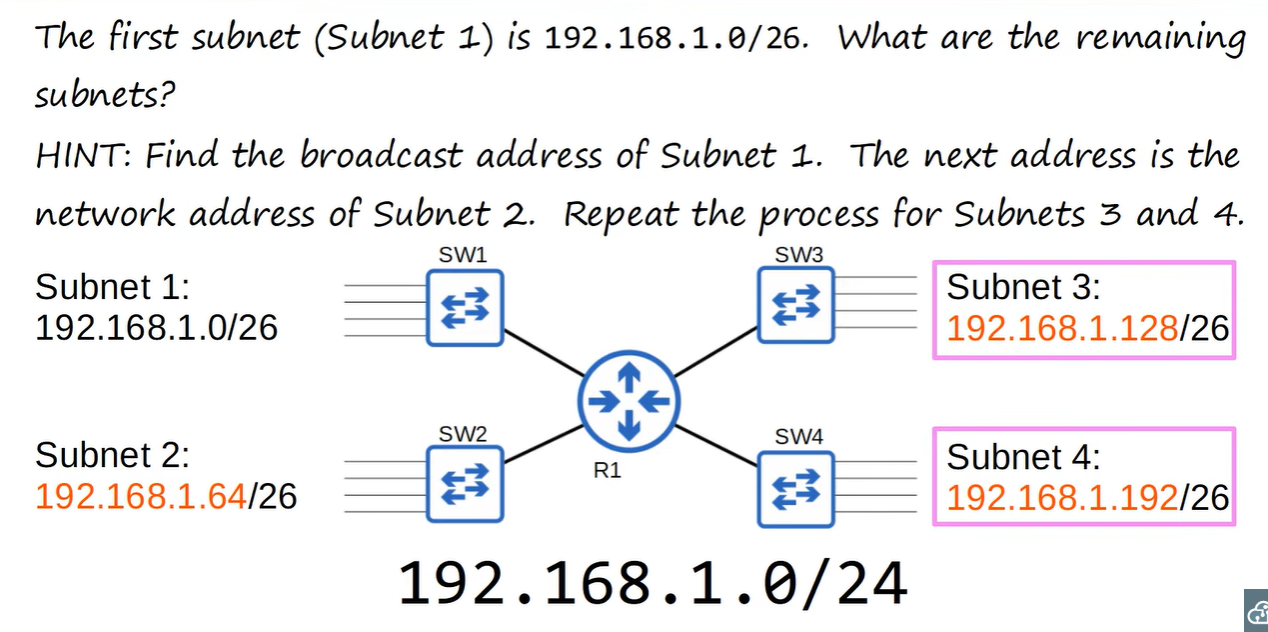 The first subnet (Subnet 1) is 192.168.1.0/26. What are the remaining
subnets?
HINT: Find the broadcast address of Subnet 1. The next address is the
network address of Subnet 2. Repeat the process for Subnets 3 and 4.
SW1
SW3
Subnet 1:
192.168.1.0/26
Subnet 3:
192.168.1.128/26
SW2
SW4
R1
Subnet 2:
192.168.1.64/26
Subnet 4:
192.168.1.192/26
192.168.1.0/24